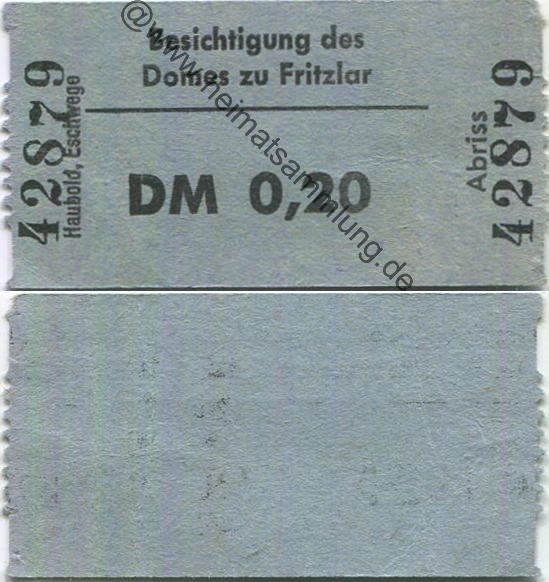 Besichtigung des
Domes zu Fritzlar
DM 0,20
42879
Haubold, Eschwege
Abriss
42879
@www.heimatsammlung.de